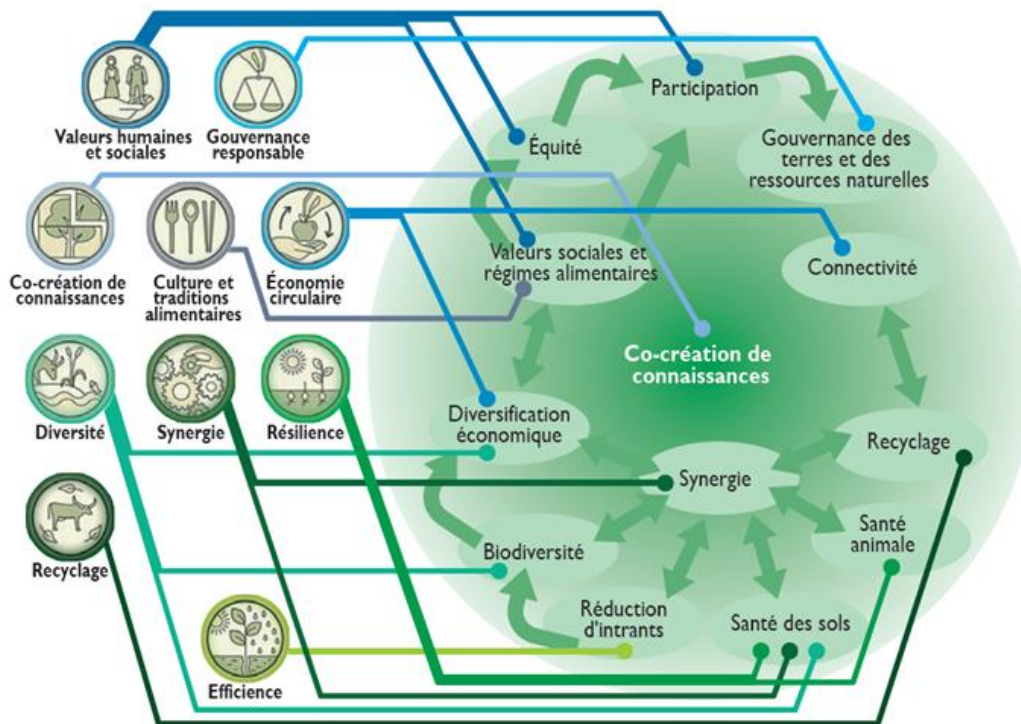 Valeurs humaines
et sociales
Gouvernance
responsable
Co-création de
connaissances
Culture et
traditions
alimentaires
Économie
circulaire
Diversité
Synergie
Résilience
Recyclage
Efficience
Participation
Équité
Gouvernance des
terres et des
ressources naturelles
Valeurs sociales et
régimes alimentaires
Connectivité
Co-création de
connaissances
Diversification
économique
Recyclage
Synergie
Santé
animale
Biodiversité
Réduction
d'intrants
Santé des sols